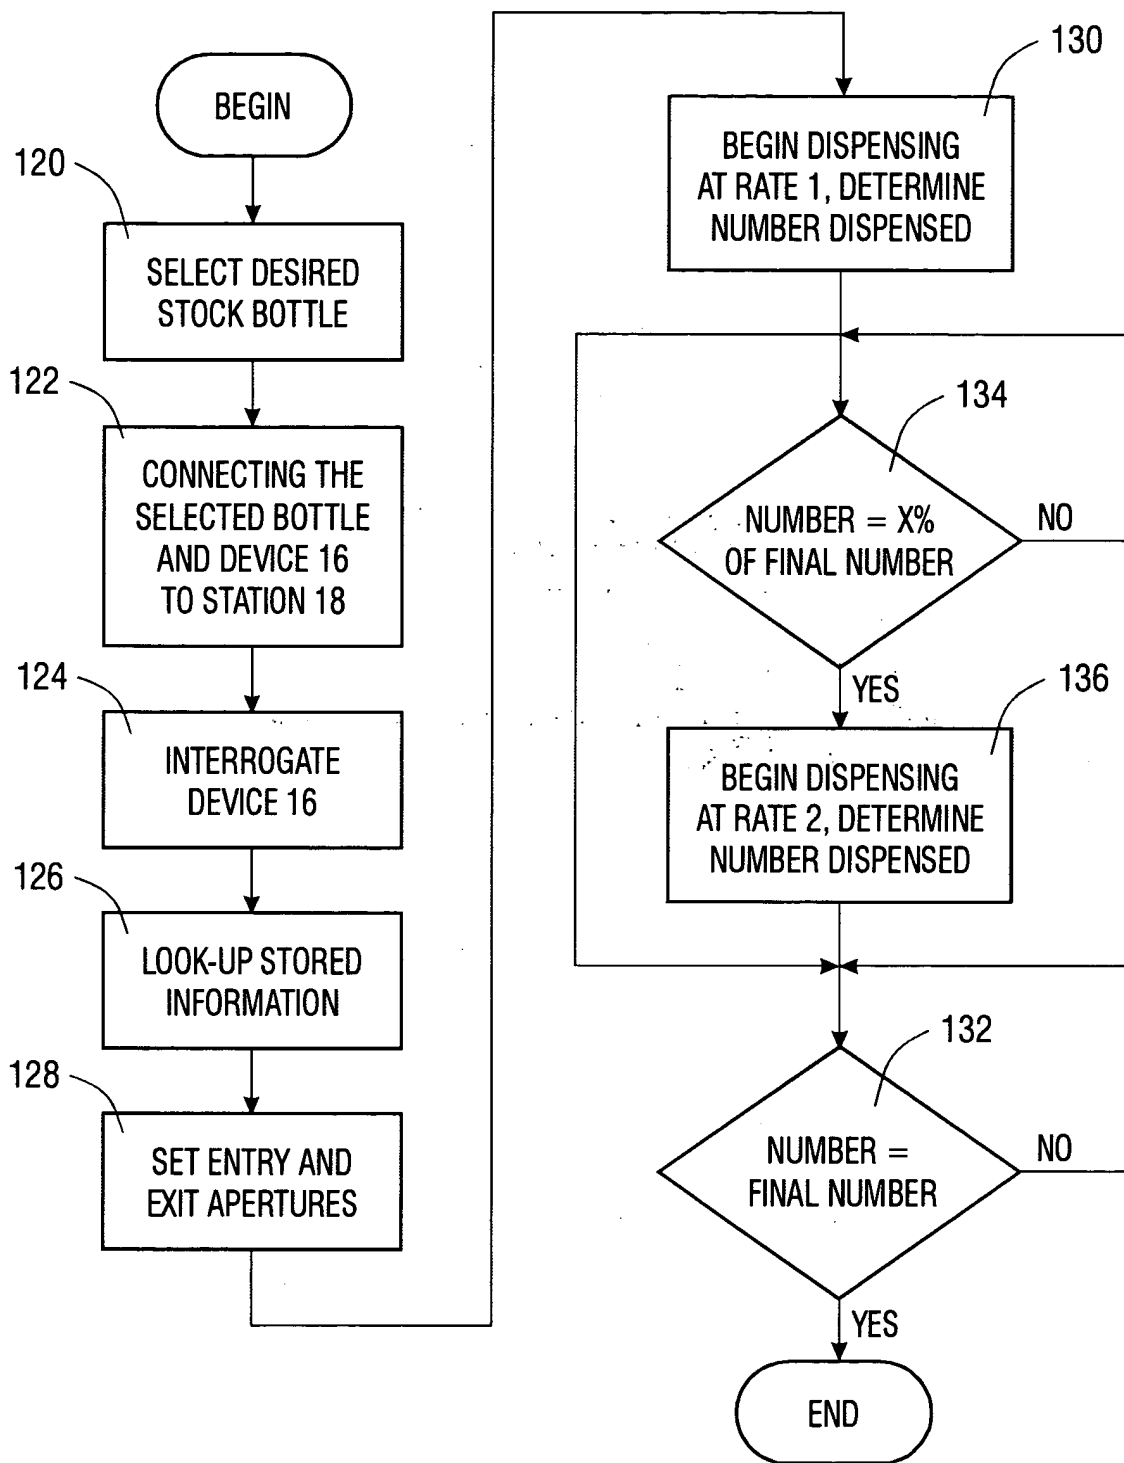 BEGIN
120
SELECT DESIRED
STOCK BOTTLE
122
CONNECTING THE
SELECTED BOTTLE
AND DEVICE 16
TO STATION 18
124
INTERROGATE
DEVICE 16
126
LOOK-UP STORED
INFORMATION
128
SET ENTRY AND
EXIT APERTURES
130
BEGIN DISPENSING
AT RATE 1, DETERMINE
NUMBER DISPENSED
134
NUMBER = X%
OF FINAL NUMBER
NO
YES
136
BEGIN DISPENSING
AT RATE 2, DETERMINE
NUMBER DISPENSED
132
NUMBER =
FINAL NUMBER
NO
YES
END